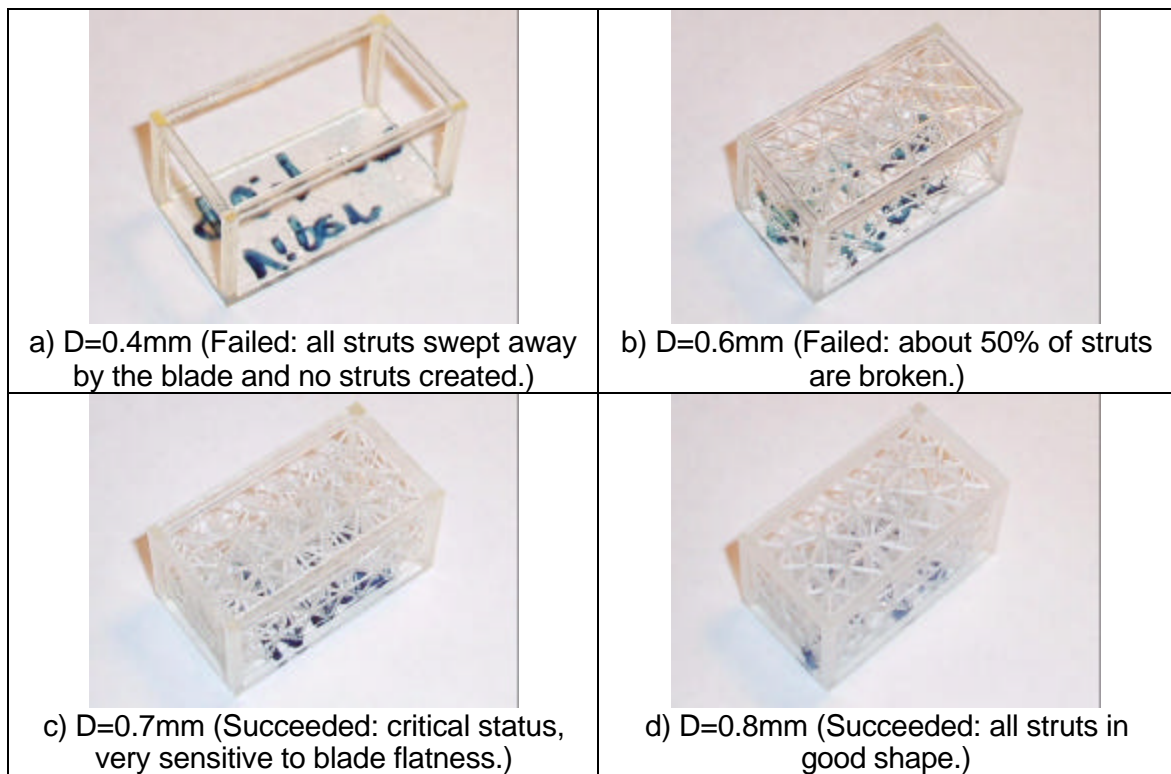 a) D=0.4mm (Failed: all struts swept away
by the blade and no struts created.)
b) D=0.6mm (Failed: about 50% of struts
are broken.)
c) D=0.7mm (Succeeded: critical status,
very sensitive to blade flatness.)
d) D=0.8mm (Succeeded: all struts in
good shape.)